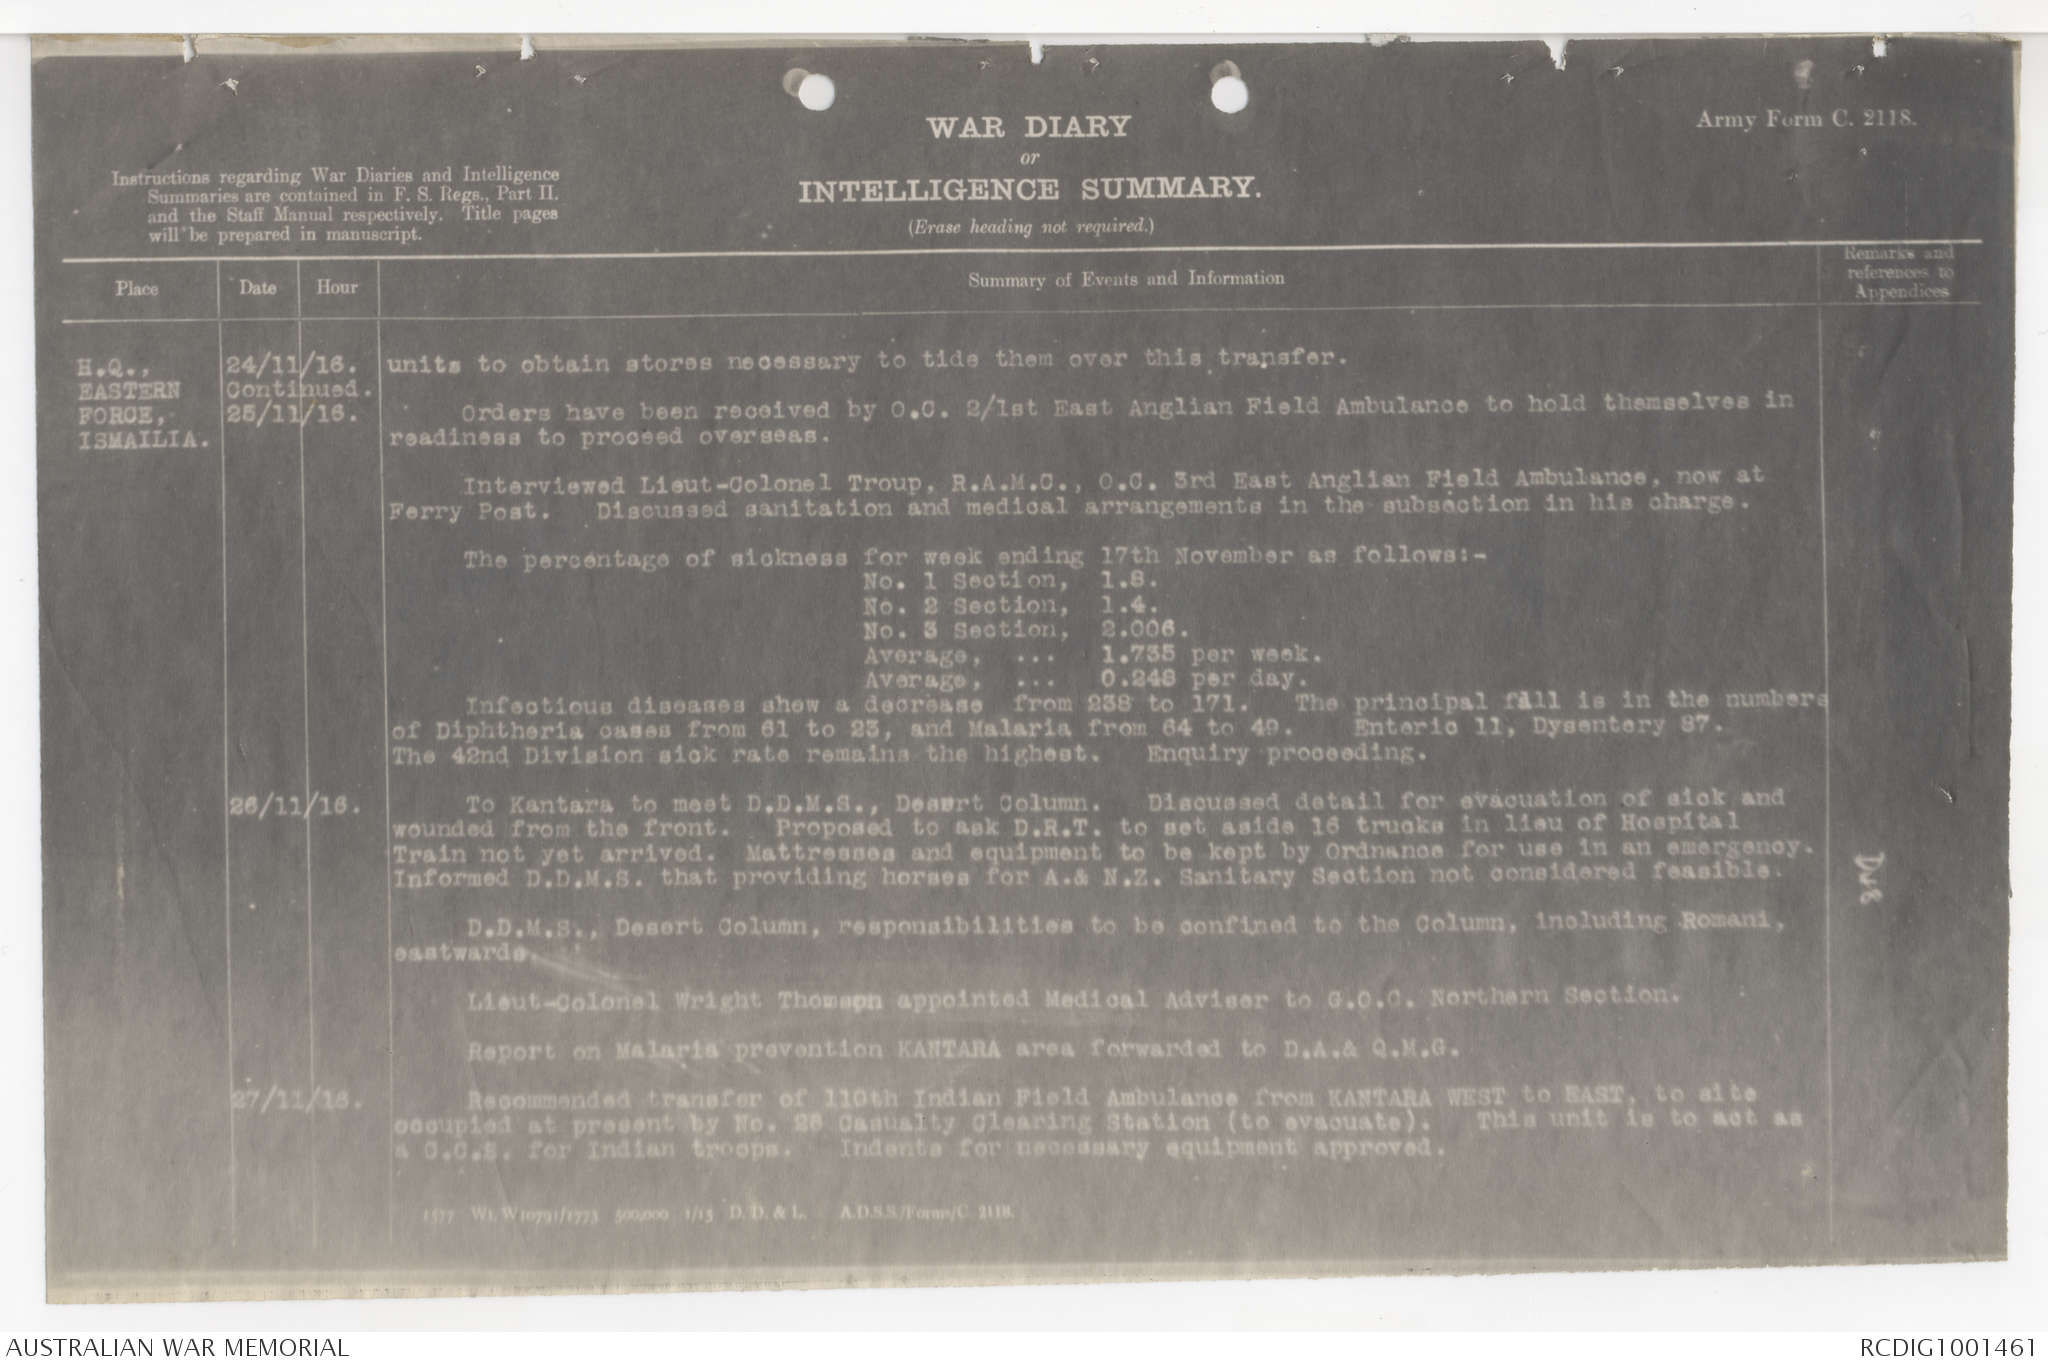 Army Form C. 2118.
WAR DIARY
or
INTELLIGENCE SUMMARY.
(Erase heading not required.)
Instructions regarding War Diaries and Intelligence
Summaries are contained in F. S. Regs., Part II.
and the Staff Manual respectively. Title pages
will be prepared in manuscript.
Place Date Hour Summary of Events and Information Remarks and references to Appendices
H.Q., 24/11/16. units to obtain stores necessary to tide them over this transfer.
EASTERN Continued.
FORCE, 25/11/16. Orders have been received by O.C. 2/1st East Anglian Field Ambulance to hold themselves in
ISMAILIA. readiness to proceed overseas.
Interviewed Lieut-Colonel Troup, R.A.M.C., O.C. 3rd East Anglian Field Ambulance, now at
Ferry Post. Discussed sanitation and medical arrangements in the subsection in his charge.
The percentage of sickness for week ending 17th November as follows:-
No. 1 Section, 1.8.
No. 2 Section, 1.4.
No. 3 Section, 2.006.
Average, ... 1.735 per week.
Average, ... 0.248 per day.
Infectious diseases shew a decrease from 238 to 171. The principal fall is in the numbers
of Diphtheria cases from 61 to 23, and Malaria from 64 to 49. Enteric 11, Dysentery 87.
The 42nd Division sick rate remains the highest. Enquiry proceeding.
26/11/16. To Kantara to meet D.D.M.S., Desert Column. Discussed detail for evacuation of sick and
wounded from the front. Proposed to ask D.R.T. to set aside 16 trucks in lieu of Hospital
Train not yet arrived. Mattresses and equipment to be kept by Ordnance for use in an emergency.
Informed D.D.M.S. that providing horses for A.& N.Z. Sanitary Section not considered feasible.
D.D.M.S., Desert Column, responsibilities to be confined to the Column, including Romani,
eastwards.
Lieut-Colonel Wright Thomson appointed Medical Adviser to G.O.C. Northern Section.
Report on Malaria prevention KANTARA area forwarded to D.A.& Q.M.G.
27/11/16. Recommended transfer of 110th Indian Field Ambulance from KANTARA WEST to EAST, to site
occupied at present by No. 26 Casualty Clearing Station (to evacuate). This unit is to act as
a C.C.S. for Indian troops. Indents for necessary equipment approved.
1577 Wt. W10791/1773 500,000 1/15 D. D. & L. A.D.S.S./Forms/C. 2118.
AUSTRALIAN WAR MEMORIAL
RCDIG1001461